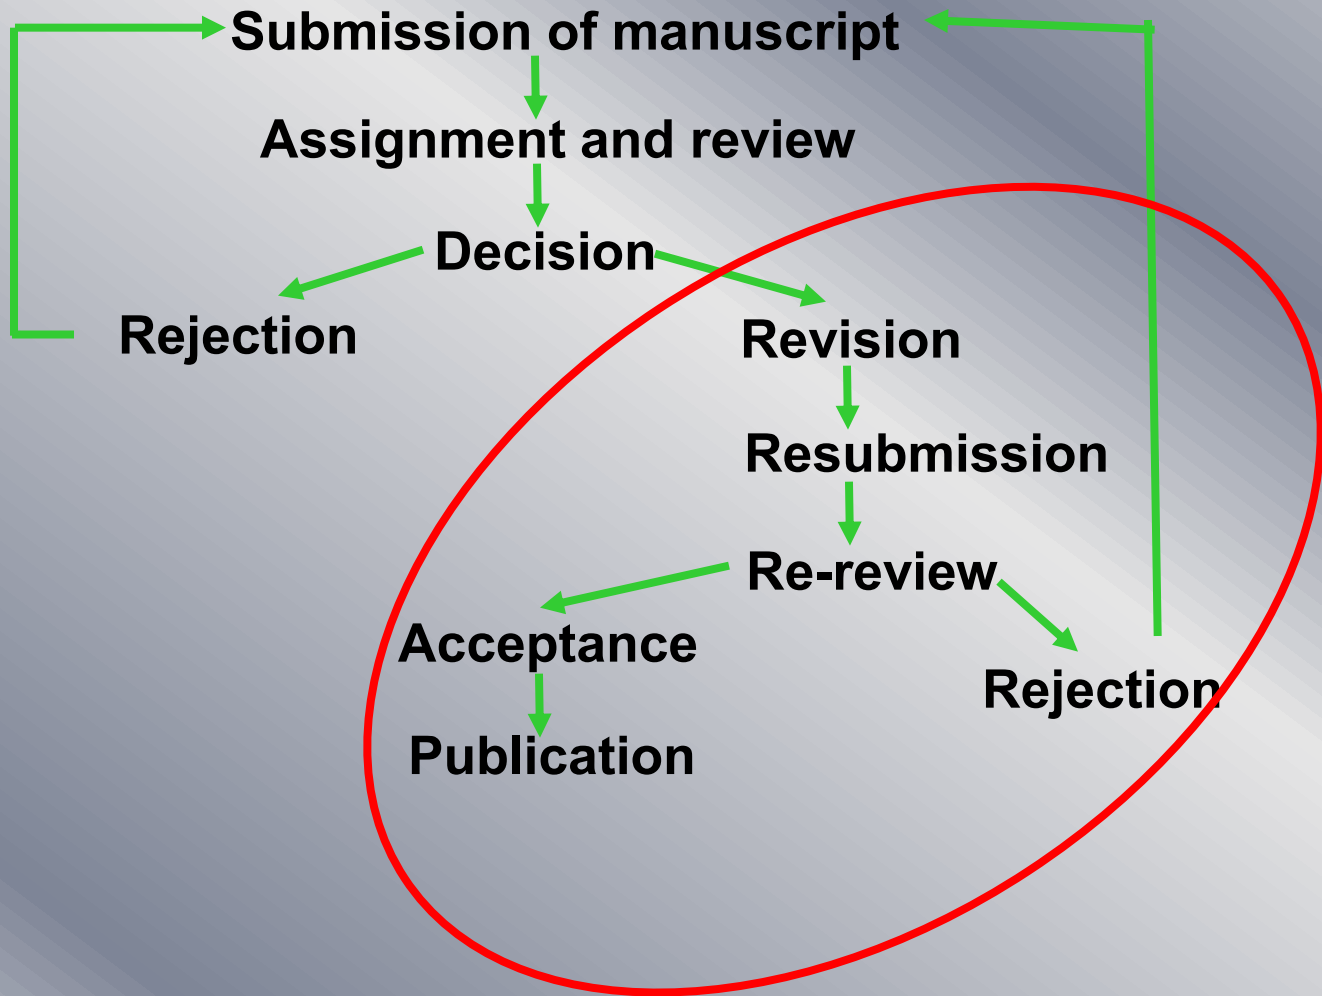 Submission of manuscript
Assignment and review
Decision
Rejection
Revision
Resubmission
Re-review
Acceptance
Rejection
Publication